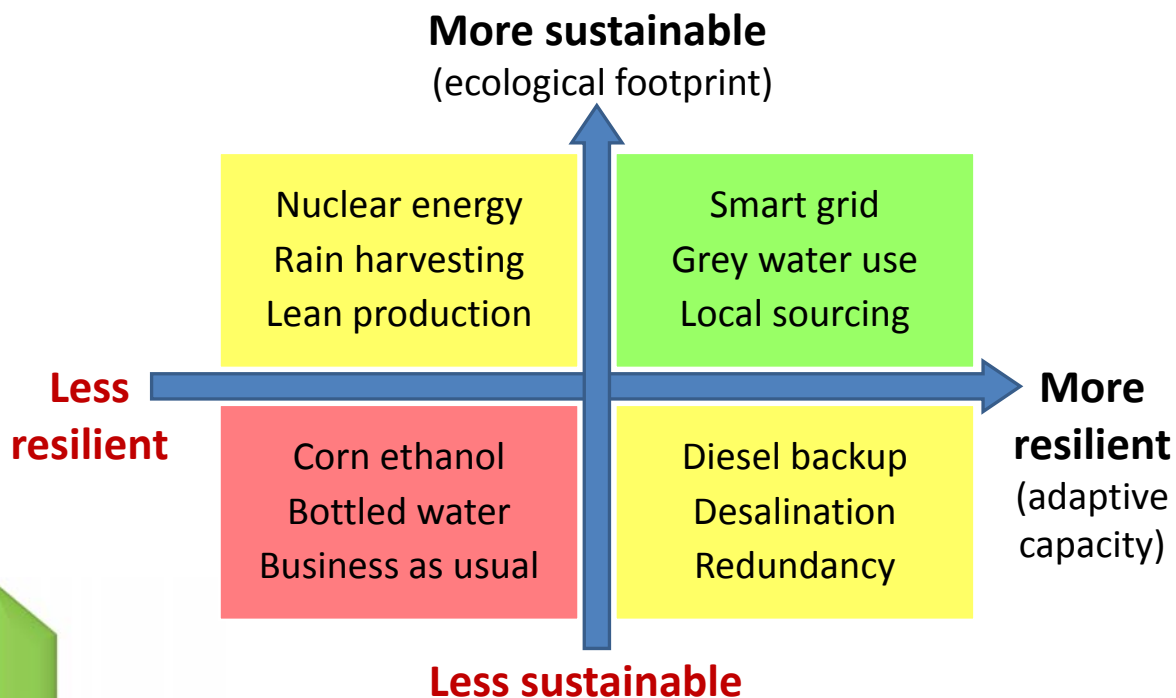 More sustainable
(ecological footprint)
Nuclear energy
Rain harvesting
Lean production
Smart grid
Grey water use
Local sourcing
Less
resilient
More
resilient
(adaptive
capacity)
Corn ethanol
Bottled water
Business as usual
Diesel backup
Desalination
Redundancy
Less sustainable